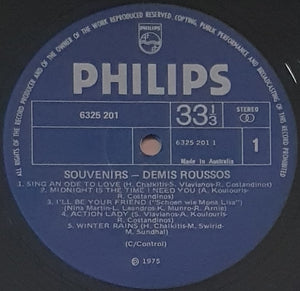 ALL RIGHTS OF THE RECORD PRODUCER AND OF THE OWNER OF THE WORK REPRODUCED RESERVED. COPYING, PUBLIC PERFORMANCE AND BROADCASTING OF THIS RECORD PROHIBITED
PHILIPS
6325 201
33 1/3
STEREO
6325 201 1
Made in Australia
1
SOUVENIRS — DEMIS ROUSSOS
1. SING AN ODE TO LOVE (H. Chalkitis-S. Vlavianos-R. Costandinos)
2. MIDNIGHT IS THE TIME I NEED YOU (A. Koulouris-
R. Costandinos)
3. I'LL BE YOUR FRIEND ("Schoen wie Mona Lisa")
(Nina Martin-L. Leandros-K. Munro-R. Arnie)
4. ACTION LADY (S. Vlavianos-A. Koulouris-
R. Costandinos)
5. WINTER RAINS (H. Chalkitis-M. Swird-
M. Sundhal)
(C/Control)
℗ 1975